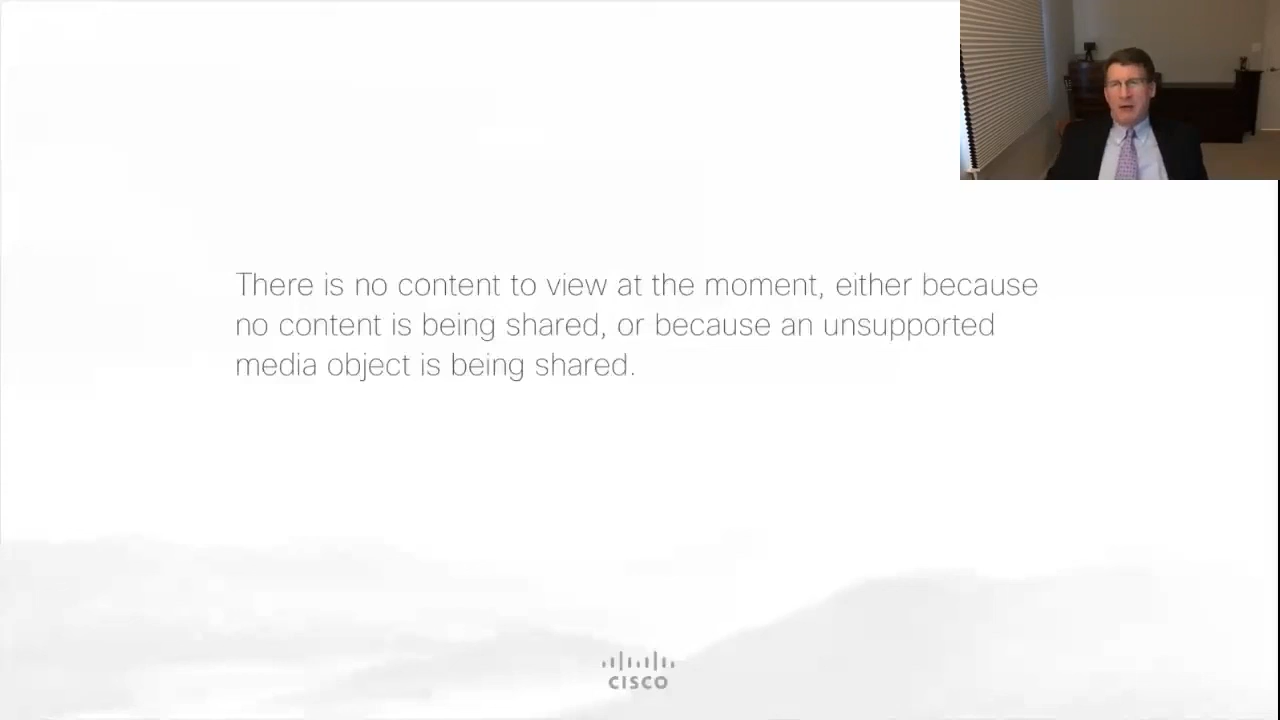 There is no content to view at the moment, either because
no content is being shared, or because an unsupported
media object is being shared.
CISCO